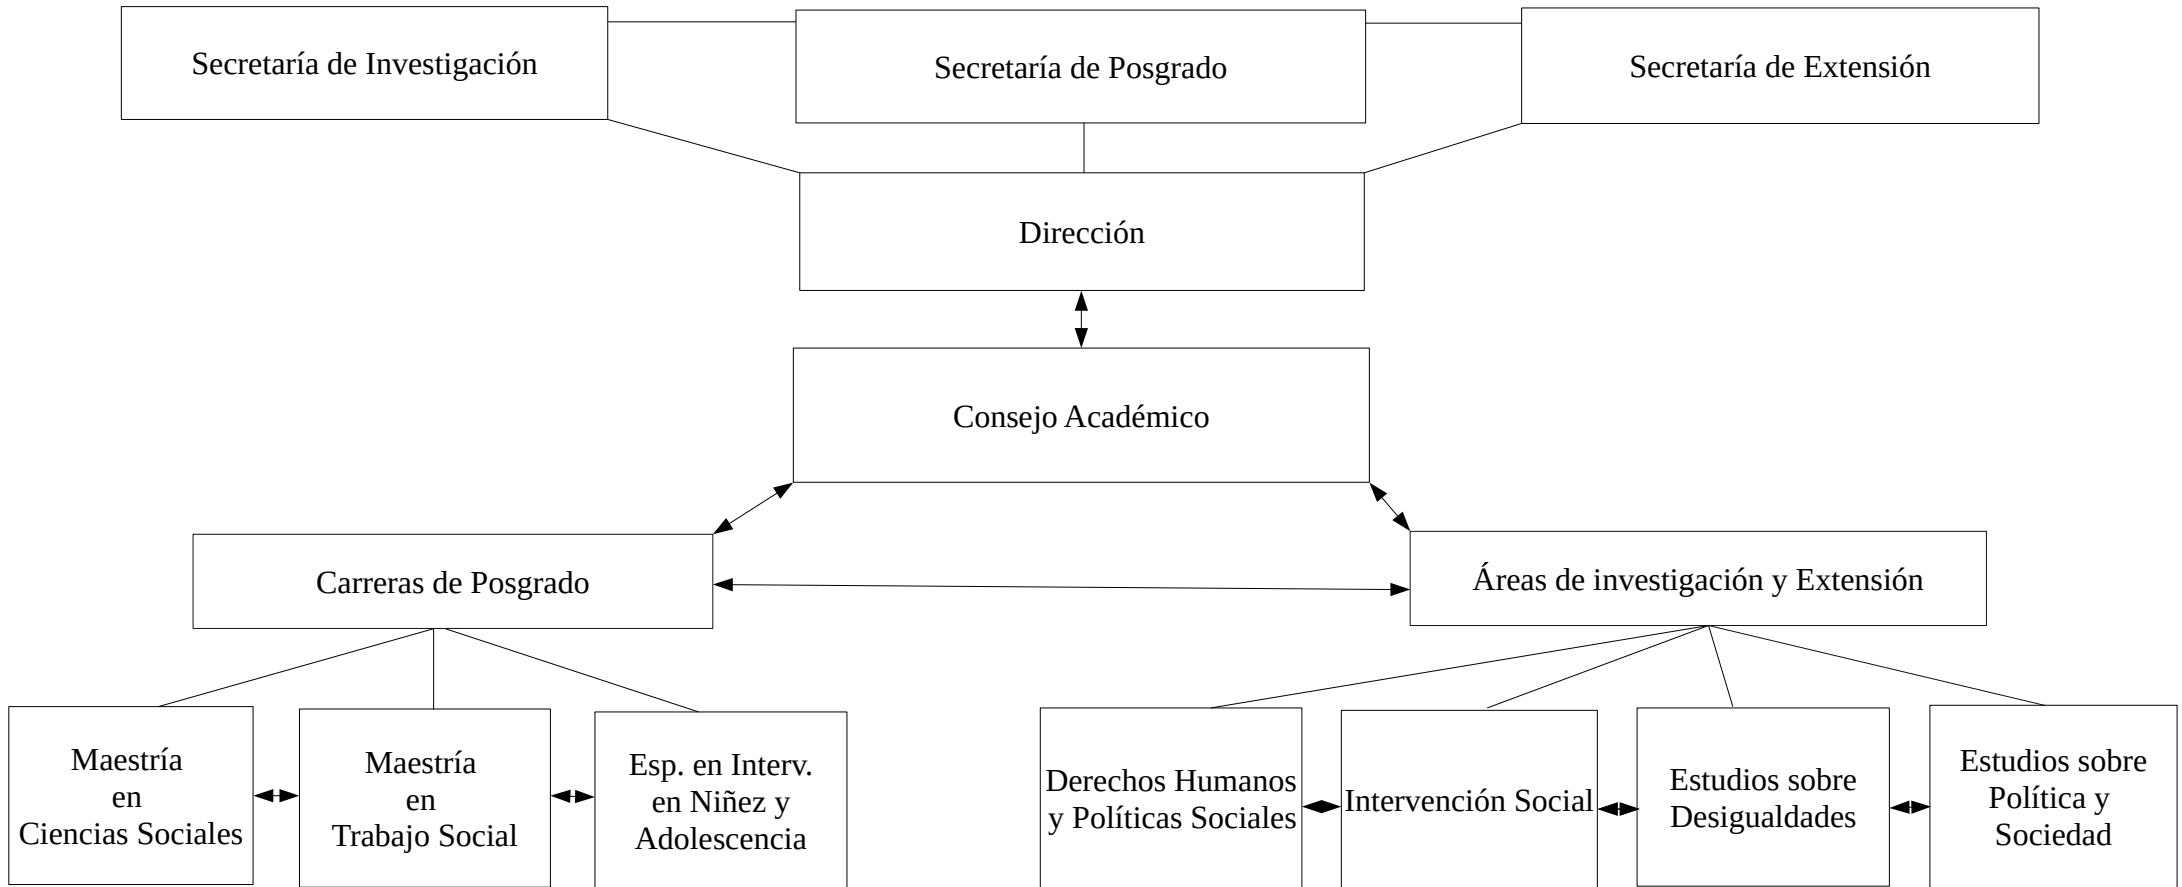 Secretaría de Investigación
Secretaría de Posgrado
Secretaría de Extensión
Dirección
Consejo Académico
Carreras de Posgrado
Áreas de investigación y Extensión
Maestría
en
Ciencias Sociales
Maestría
en
Trabajo Social
Esp. en Interv.
en Niñez y
Adolescencia
Derechos Humanos
y Políticas Sociales
Intervención Social
Estudios sobre
Desigualdades
Estudios sobre
Política y
Sociedad